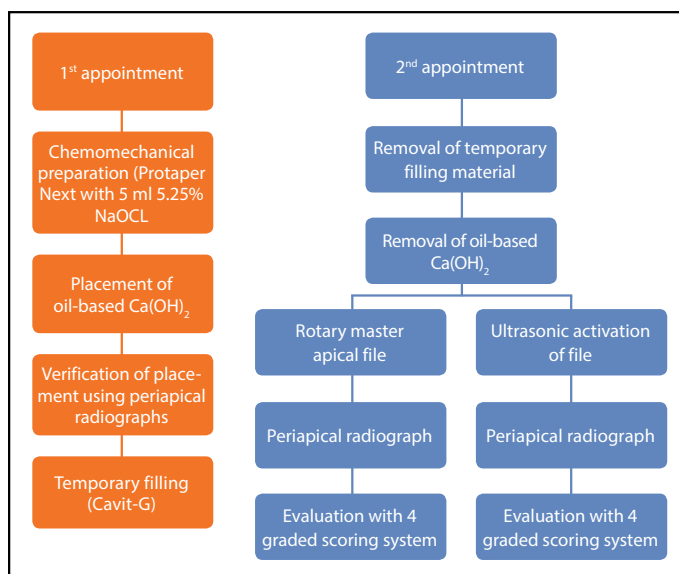 1st appointment
Chemomechanical
preparation (Protaper
Next with 5 ml 5.25%
NaOCL
Placement of
oil-based Ca(OH)2
Verification of place-
ment using periapical
radiographs
Temporary filling
(Cavit-G)
2nd appointment
Removal of temporary
filling material
Removal of oil-based
Ca(OH)2
Rotary master
apical file
Periapical radiograph
Evaluation with 4
graded scoring system
Ultrasonic activation
of file
Periapical radiograph
Evaluation with 4
graded scoring system